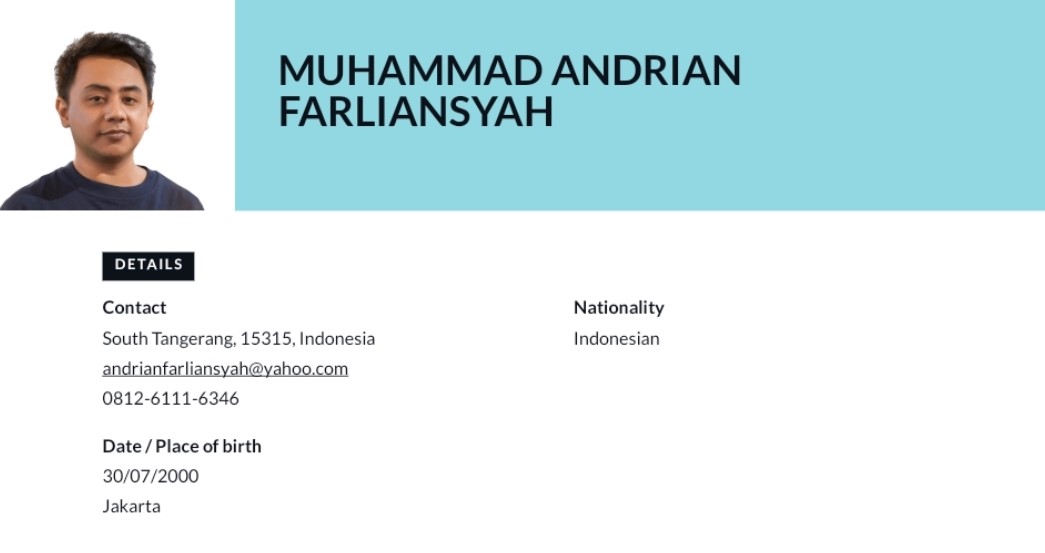 MUHAMMAD ANDRIAN
FARLIANSYAH
DETAILS
Contact
South Tangerang, 15315, Indonesia
andrianfarliansyah@yahoo.com
0812-6111-6346
Date / Place of birth
30/07/2000
Jakarta
Nationality
Indonesian